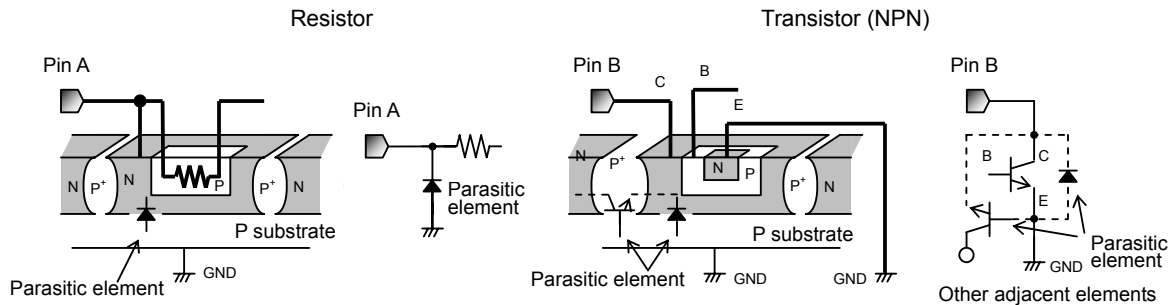 Resistor
Transistor (NPN)
Pin A
Pin A
N
P+
N
P
P+
N
Parasitic
element
P substrate
GND
Parasitic element
Pin B
C
B
E
N
P+
N
P
P+
N
P substrate
Parasitic element
GND
GND
Pin B
B
C
E
Parasitic
element
GND
Other adjacent elements